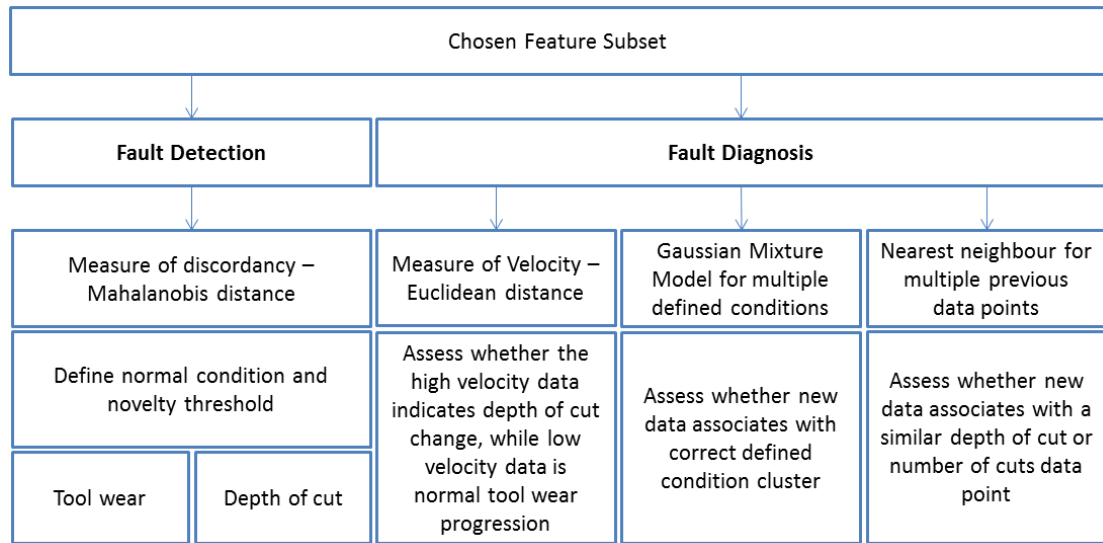 Chosen Feature Subset
Fault Detection
Fault Diagnosis
Measure of discordancy –
Mahalanobis distance
Measure of Velocity –
Euclidean distance
Gaussian Mixture
Model for multiple
defined conditions
Nearest neighbour for
multiple previous
data points
Define normal condition and
novelty threshold
Tool wear
Depth of cut
Assess whether the
high velocity data
indicates depth of cut
change, while low
velocity data is
normal tool wear
progression
Assess whether new
data associates with
correct defined
condition cluster
Assess whether new
data associates with a
similar depth of cut or
number of cuts data
point